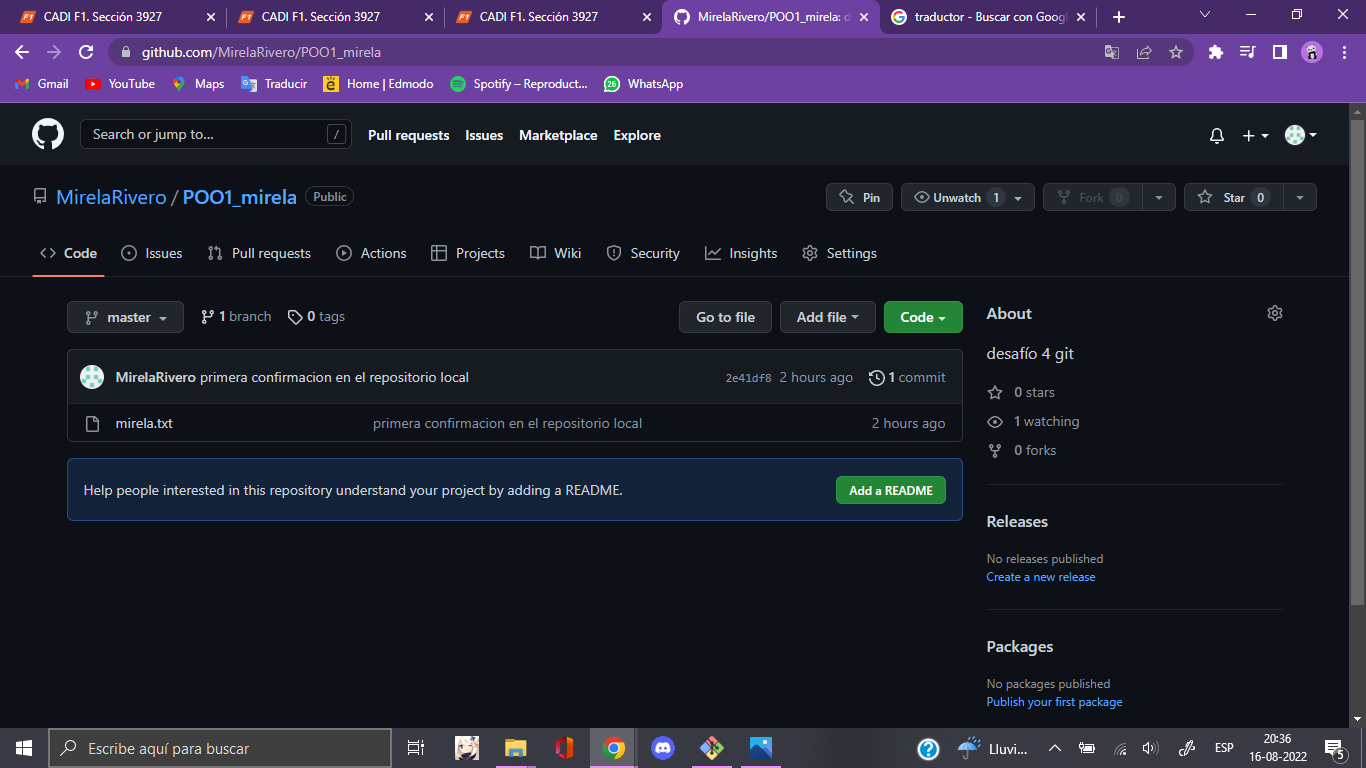 CADI F1. Sección 3927
CADI F1. Sección 3927
CADI F1. Sección 3927
MirelaRivero/POO1_mirela: d
traductor - Buscar con Googl
github.com/MirelaRivero/POO1_mirela
Gmail
YouTube
Maps
Traducir
Home | Edmodo
Spotify – Reproduct...
26
WhatsApp
Search or jump to...
/
Pull requests
Issues
Marketplace
Explore
MirelaRivero / POO1_mirela
Public
Pin
Unwatch 1
Fork 0
Star 0
Code
Issues
Pull requests
Actions
Projects
Wiki
Security
Insights
Settings
master
1 branch
0 tags
Go to file
Add file
Code
About
desafío 4 git
MirelaRivero primera confirmacion en el repositorio local
2e41df8 2 hours ago
1 commit
0 stars
mirela.txt
primera confirmacion en el repositorio local
2 hours ago
1 watching
0 forks
Help people interested in this repository understand your project by adding a README.
Add a README
Releases
No releases published
Create a new release
Packages
No packages published
Publish your first package
Escribe aquí para buscar
Lluvi...
ESP
20:36
16-08-2022
5